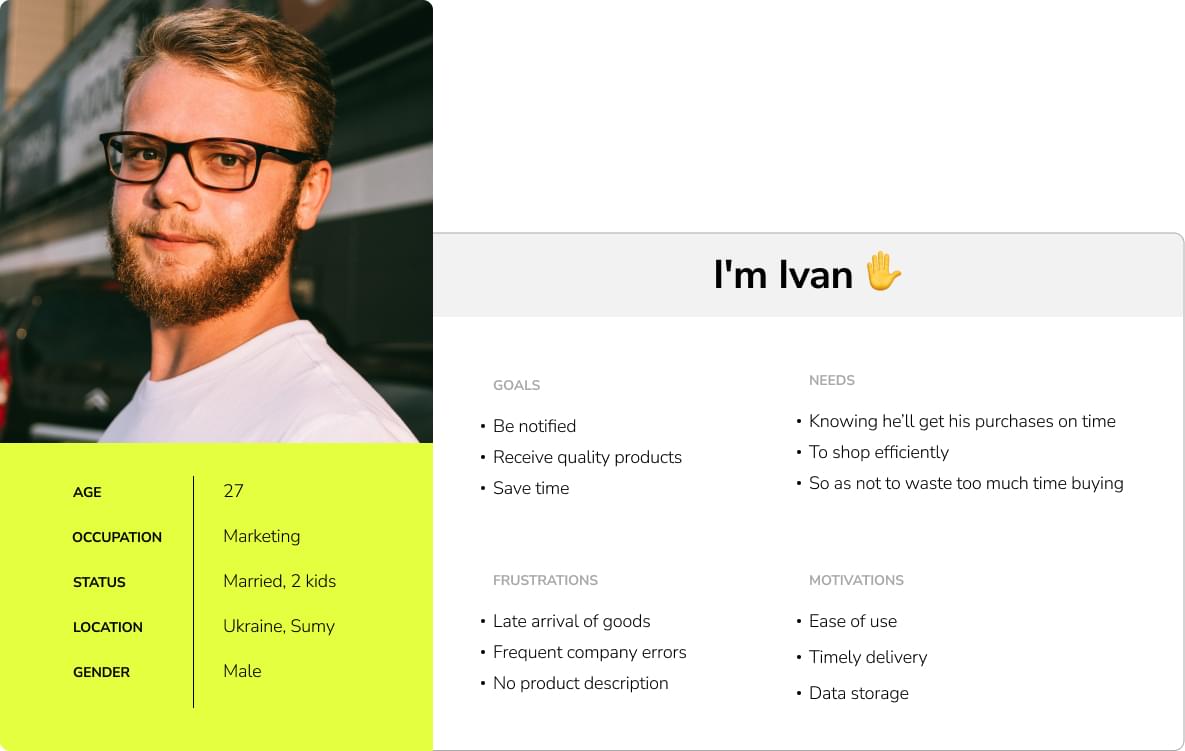 I'm Ivan ✋
AGE 27
OCCUPATION Marketing
STATUS Married, 2 kids
LOCATION Ukraine, Sumy
GENDER Male
GOALS
• Be notified
• Receive quality products
• Save time
NEEDS
• Knowing he’ll get his purchases on time
• To shop efficiently
• So as not to waste too much time buying
FRUSTRATIONS
• Late arrival of goods
• Frequent company errors
• No product description
MOTIVATIONS
• Ease of use
• Timely delivery
• Data storage